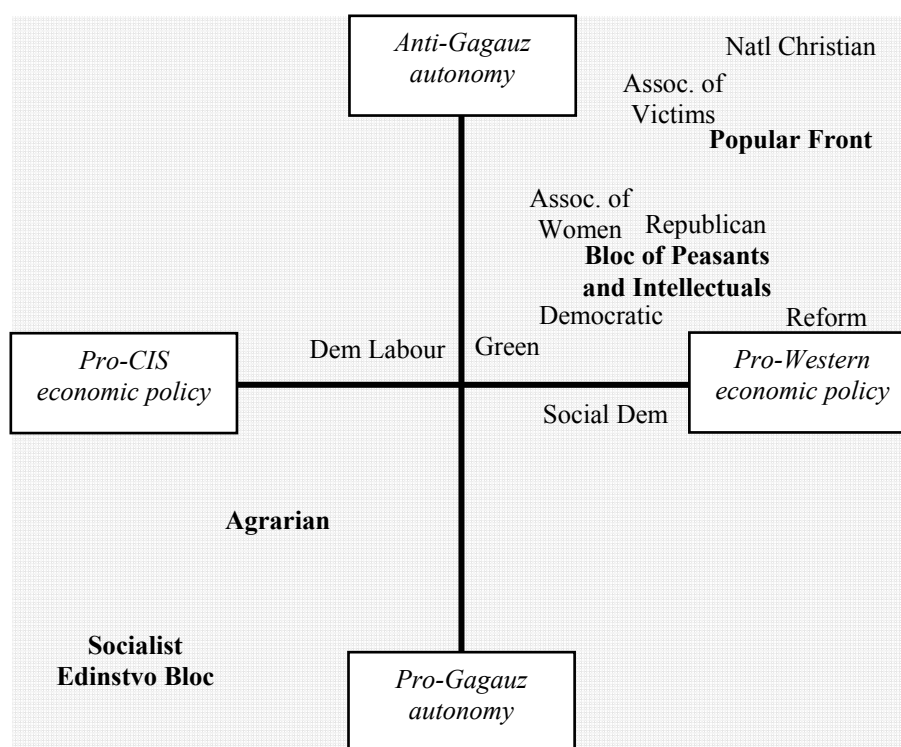 Anti-Gagauz
autonomy
Natl Christian
Assoc. of
Victims
Popular Front
Assoc. of
Women
Republican
Bloc of Peasants
and Intellectuals
Democratic
Reform
Dem Labour
Green
Pro-CIS
economic policy
Pro-Western
economic policy
Social Dem
Agrarian
Socialist
Edinstvo Bloc
Pro-Gagauz
autonomy